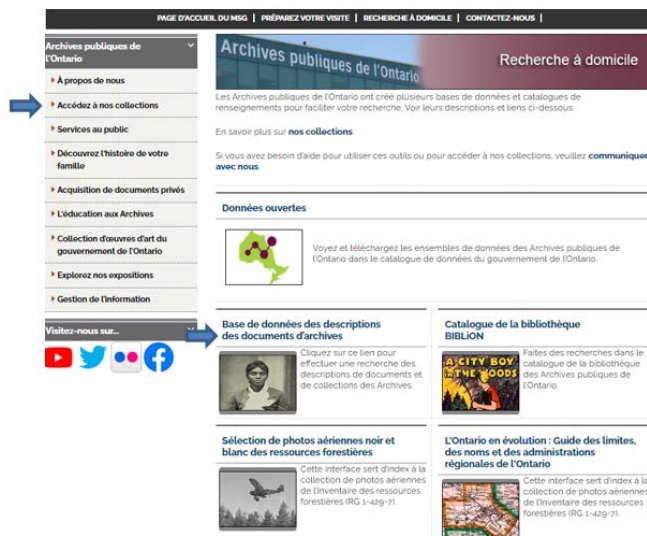 PAGE D'ACCUEIL DU MSG | PRÉPAREZ VOTRE VISITE | RECHERCHE À DOMICILE | CONTACTEZ-NOUS |
Archives publiques de
l'Ontario
À propos de nous
Accédez à nos collections
Services au public
Découvrez l'histoire de votre
famille
Acquisition de documents privés
L'éducation aux Archives
Collection d'œuvres d'art du
gouvernement de l'Ontario
Explorez nos expositions
Gestion de l'information
Visitez-nous sur...
Archives publiques de l'Ontario
Recherche à domicile
Les Archives publiques de l'Ontario ont créé plusieurs bases de données et catalogues de
renseignements pour faciliter votre recherche. Voir leurs descriptions et liens ci-dessous.
En savoir plus sur nos collections.
Si vous avez besoin d'aide pour utiliser ces outils ou pour accéder à nos collections, veuillez communiquer
avec nous.
Données ouvertes
Voyez et téléchargez les ensembles de données des Archives publiques de
l'Ontario dans le catalogue de données du gouvernement de l'Ontario.
Base de données des descriptions
des documents d'archives
Cliquez sur ce lien pour
effectuer une recherche des
descriptions de documents et
de collections des Archives.
Catalogue de la bibliothèque
BIBLiON
A CITY BOY
IN THE WOODS
Faites des recherches dans le
catalogue de la bibliothèque
des Archives publiques de
l'Ontario.
Sélection de photos aériennes noir et
blanc des ressources forestières
Cette interface sert d'index à la
collection de photos aériennes
de l'Inventaire des ressources
forestières (RG 1-429-7).
L'Ontario en évolution : Guide des limites,
des noms et des administrations
régionales de l'Ontario
Cette interface sert d'index à la
collection de photos aériennes
de l'Inventaire des ressources
forestières (RG 1-429-7).